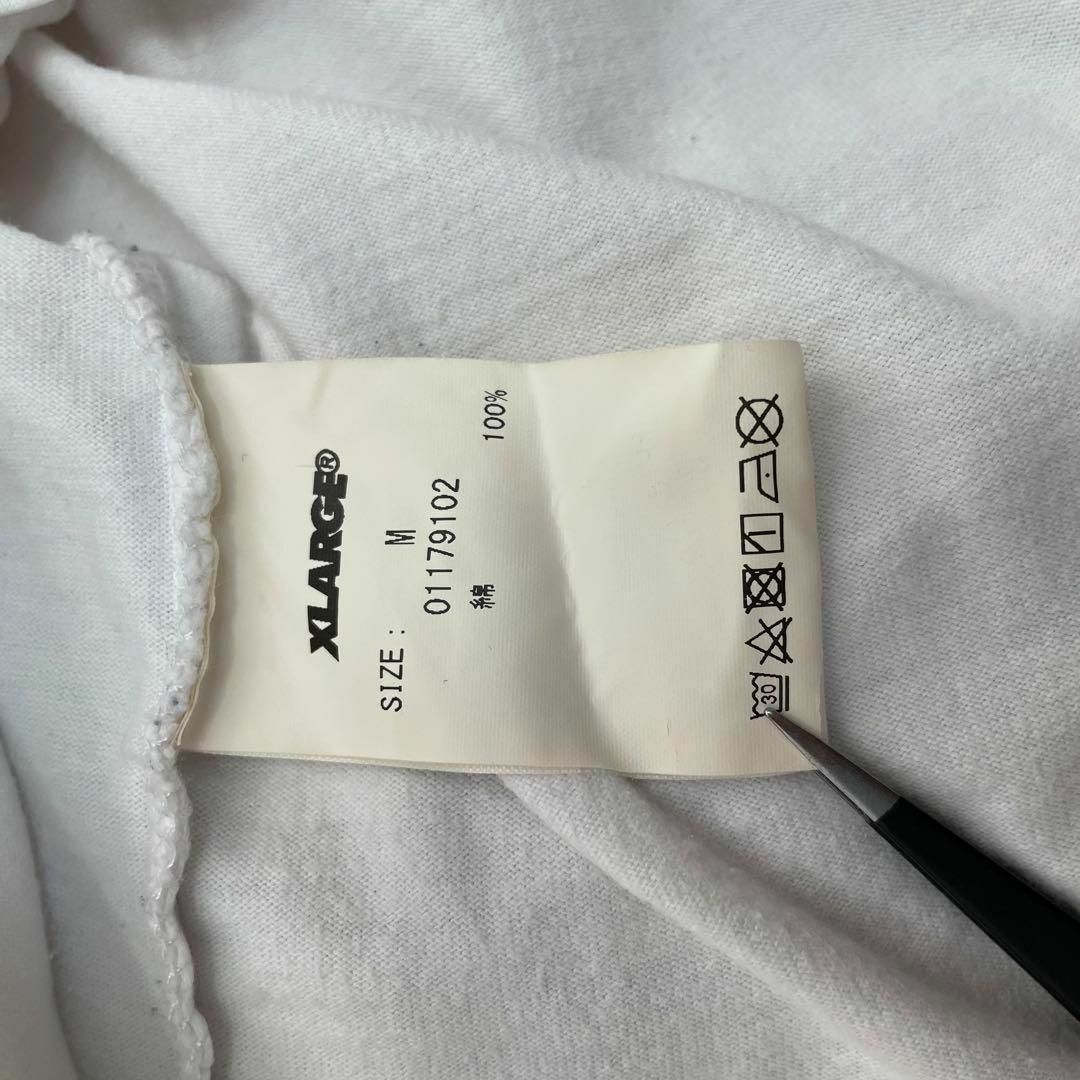 XLARGE®
SIZE: M
01179102
綿 100%
30